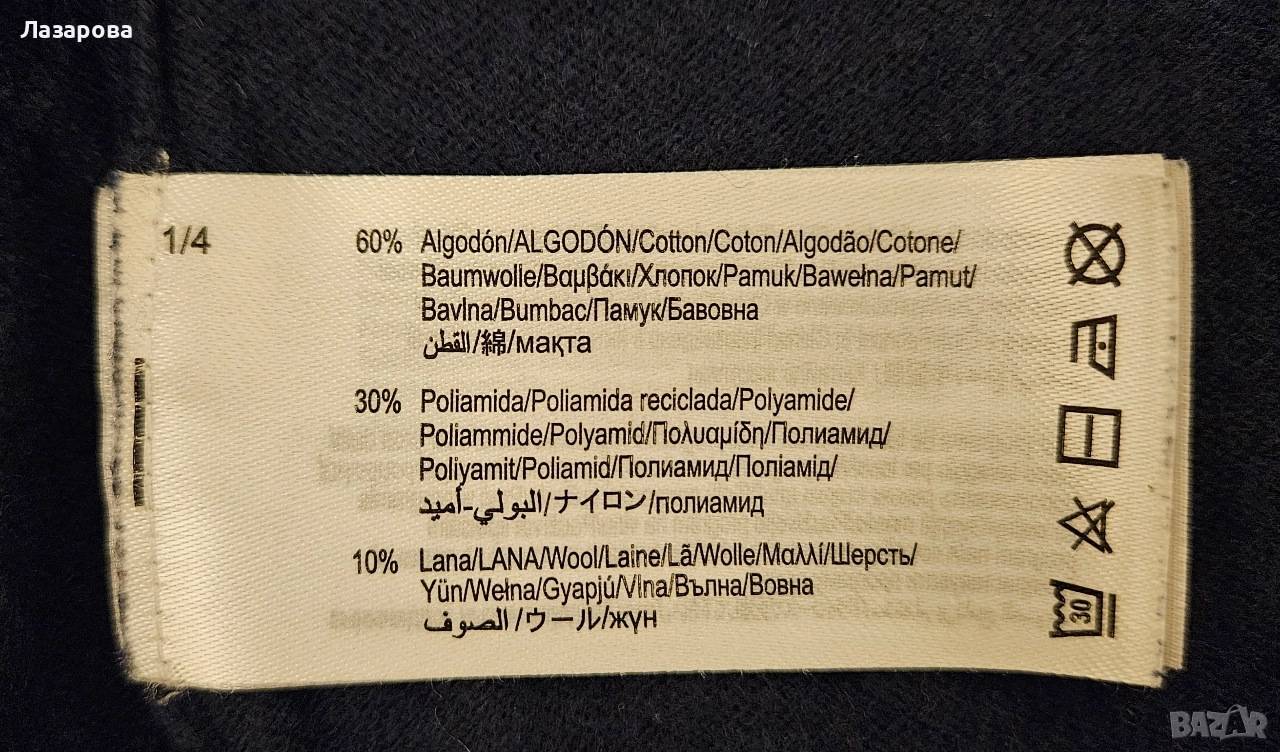 Лазарова
1/4
60% Algodón/ALGODÓN/Cotton/Coton/Algodão/Cotone/
Baumwolle/Βαμβάκι/Хлопок/Pamuk/Bawełna/Pamut/
Bavlna/Bumbac/Памук/Бавовна
القطن/綿/мақта
30% Poliamida/Poliamida reciclada/Polyamide/
Poliammide/Polyamid/Πολυαμίδη/Полиамид/
Poliyamit/Poliamid/Полиамид/Поліамід/
البولي-أميد/ナイロン/полиамид
10% Lana/LANA/Wool/Laine/Lã/Wolle/Μαλλί/Шерсть/
Yün/Wełna/Gyapjú/Vlna/Вълна/Вовна
الصوف/ウール/жүн
30
BAZAR